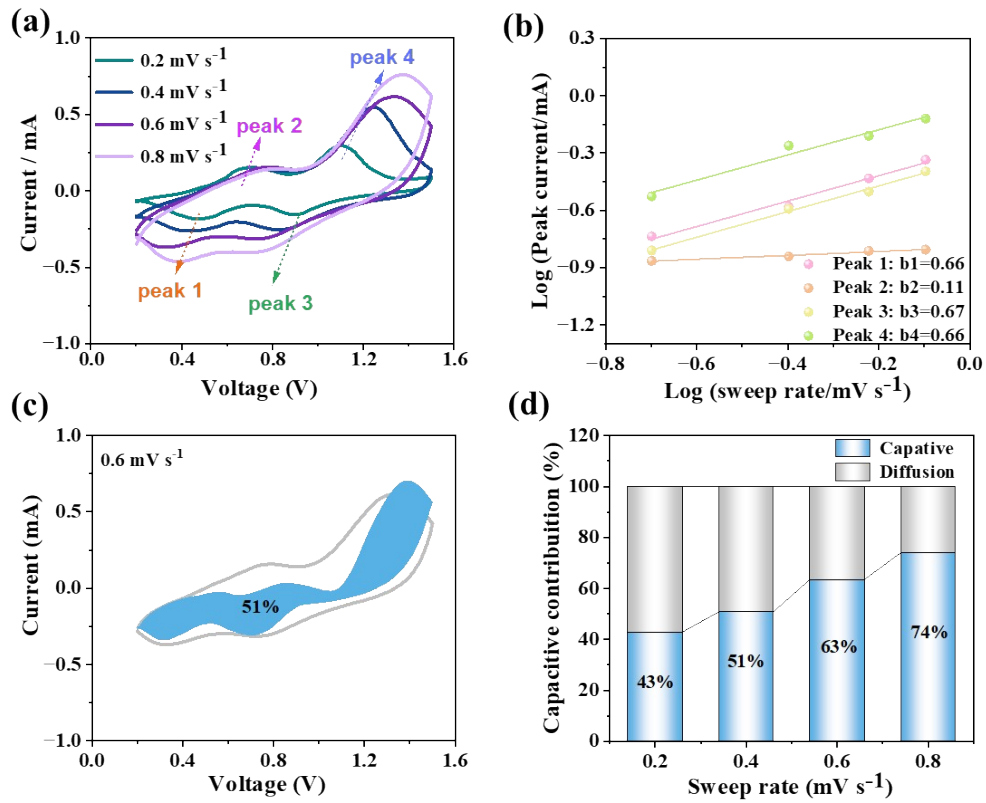 (a)
1.0
0.5
0.0
−0.5
−1.0
Current / mA
0.2 mV s⁻¹
0.4 mV s⁻¹
0.6 mV s⁻¹
0.8 mV s⁻¹
peak 4
peak 2
peak 1
peak 3
0.0 0.4 0.8 1.2 1.6
Voltage (V)
(b)
0.3
0.0
−0.3
−0.6
−0.9
−1.2
Log (Peak current/mA)
Peak 1: b1=0.66
Peak 2: b2=0.11
Peak 3: b3=0.67
Peak 4: b4=0.66
−0.8 −0.6 −0.4 −0.2 0.0
Log (sweep rate/mV s⁻¹)
(c)
1.0
0.5
0.0
−0.5
−1.0
Current (mA)
0.6 mV s⁻¹
51%
0.0 0.4 0.8 1.2 1.6
Voltage (V)
(d)
120
100
80
60
40
20
0
Capacitive contribuition (%)
Capative
Diffusion
43%
51%
63%
74%
0.2 0.4 0.6 0.8
Sweep rate (mV s⁻¹)